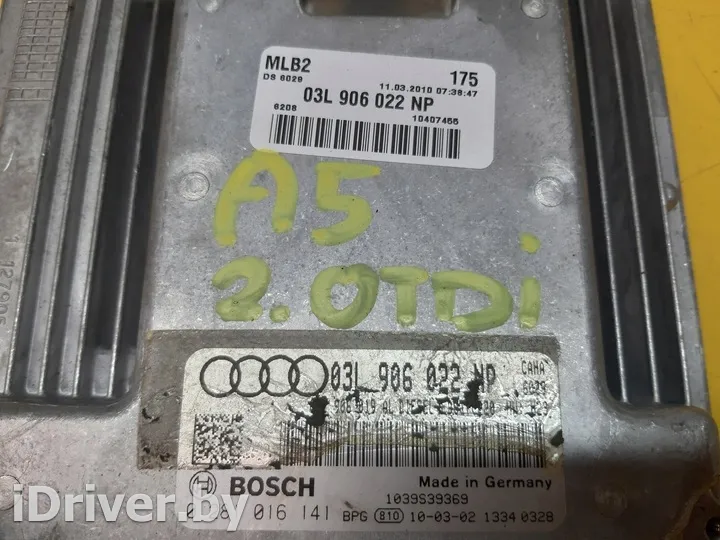 MLB2 175
DS 6029 11.03.2010 07:38:47
03L 906 022 NP
6208 10407455
A5
2.0TDi
03L 906 022 NP
CAHA
BOSCH Made in Germany
1039S39369
016 141 BPG 810 10-03-02 1334 0328
iDriver.by